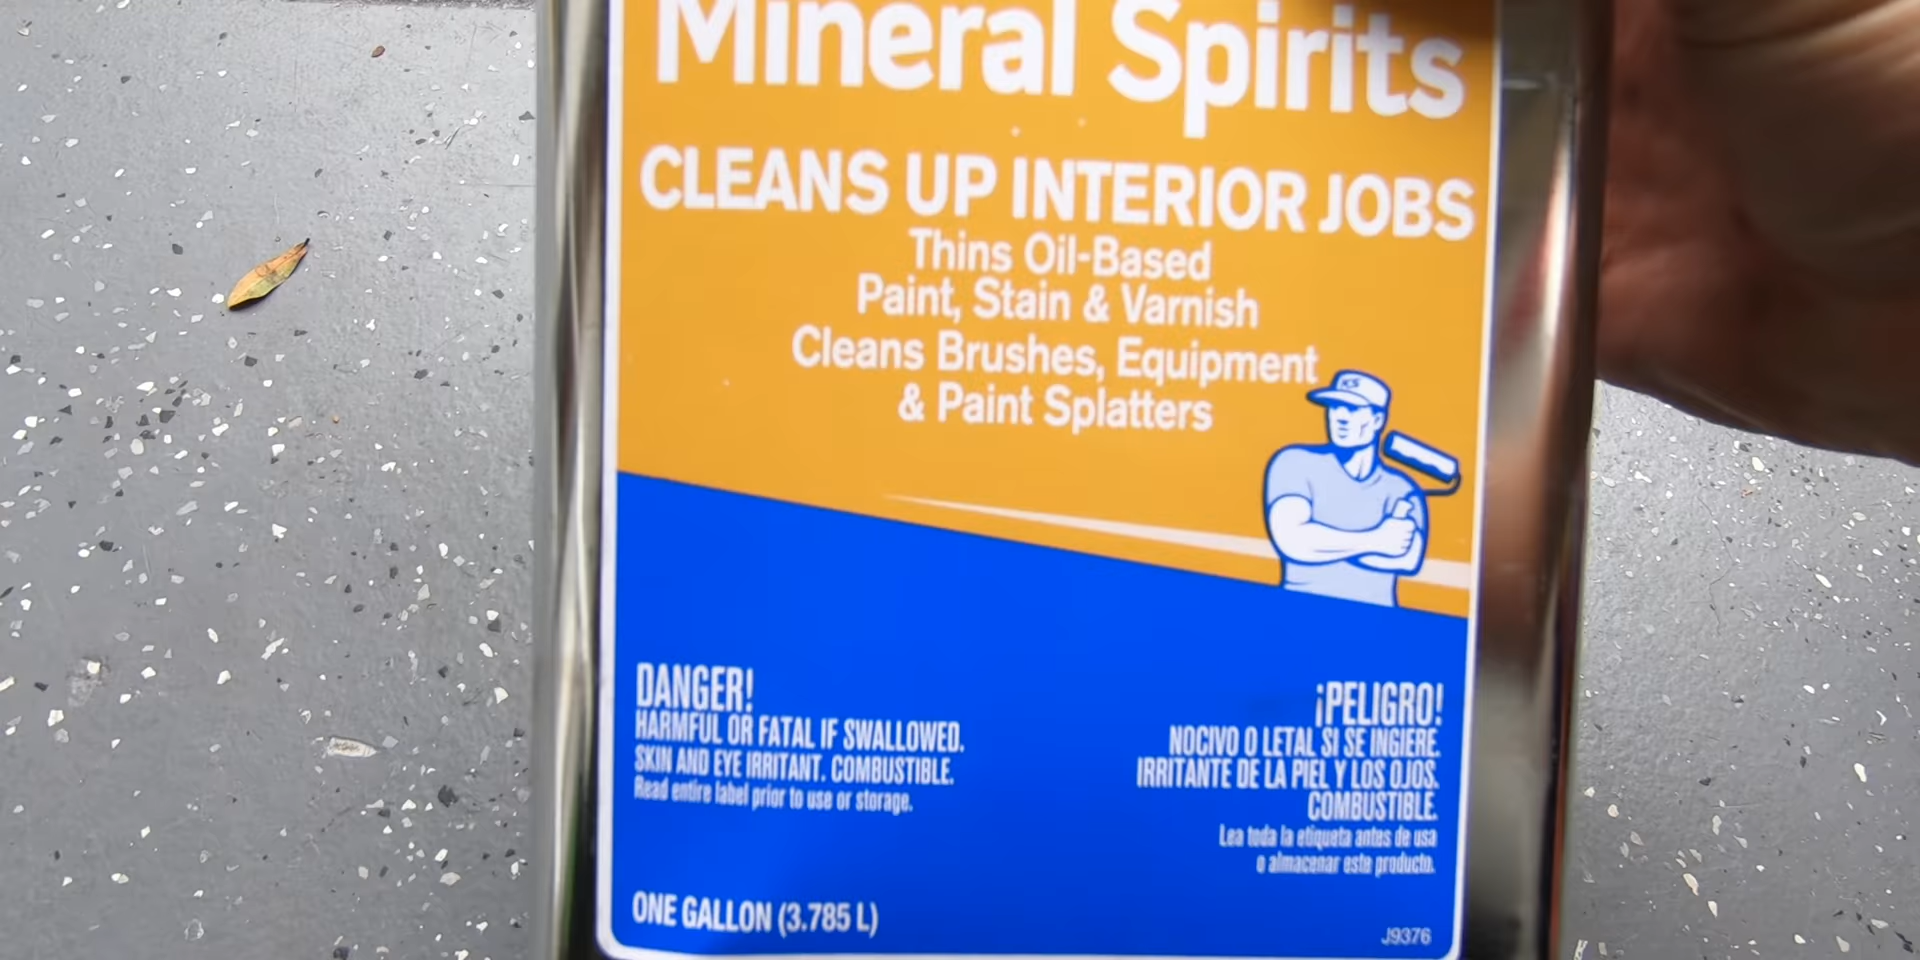 Mineral Spirits
CLEANS UP INTERIOR JOBS
Thins Oil-Based
Paint, Stain & Varnish
Cleans Brushes, Equipment
& Paint Splatters
KS
DANGER!
HARMFUL OR FATAL IF SWALLOWED.
SKIN AND EYE IRRITANT. COMBUSTIBLE.
Read entire label prior to use or storage.
¡PELIGRO!
NOCIVO O LETAL SI SE INGIERE.
IRRITANTE DE LA PIEL Y LOS OJOS.
COMBUSTIBLE.
Lea toda la etiqueta antes de usa
o almacenar este producto.
ONE GALLON (3.785 L)
J9376